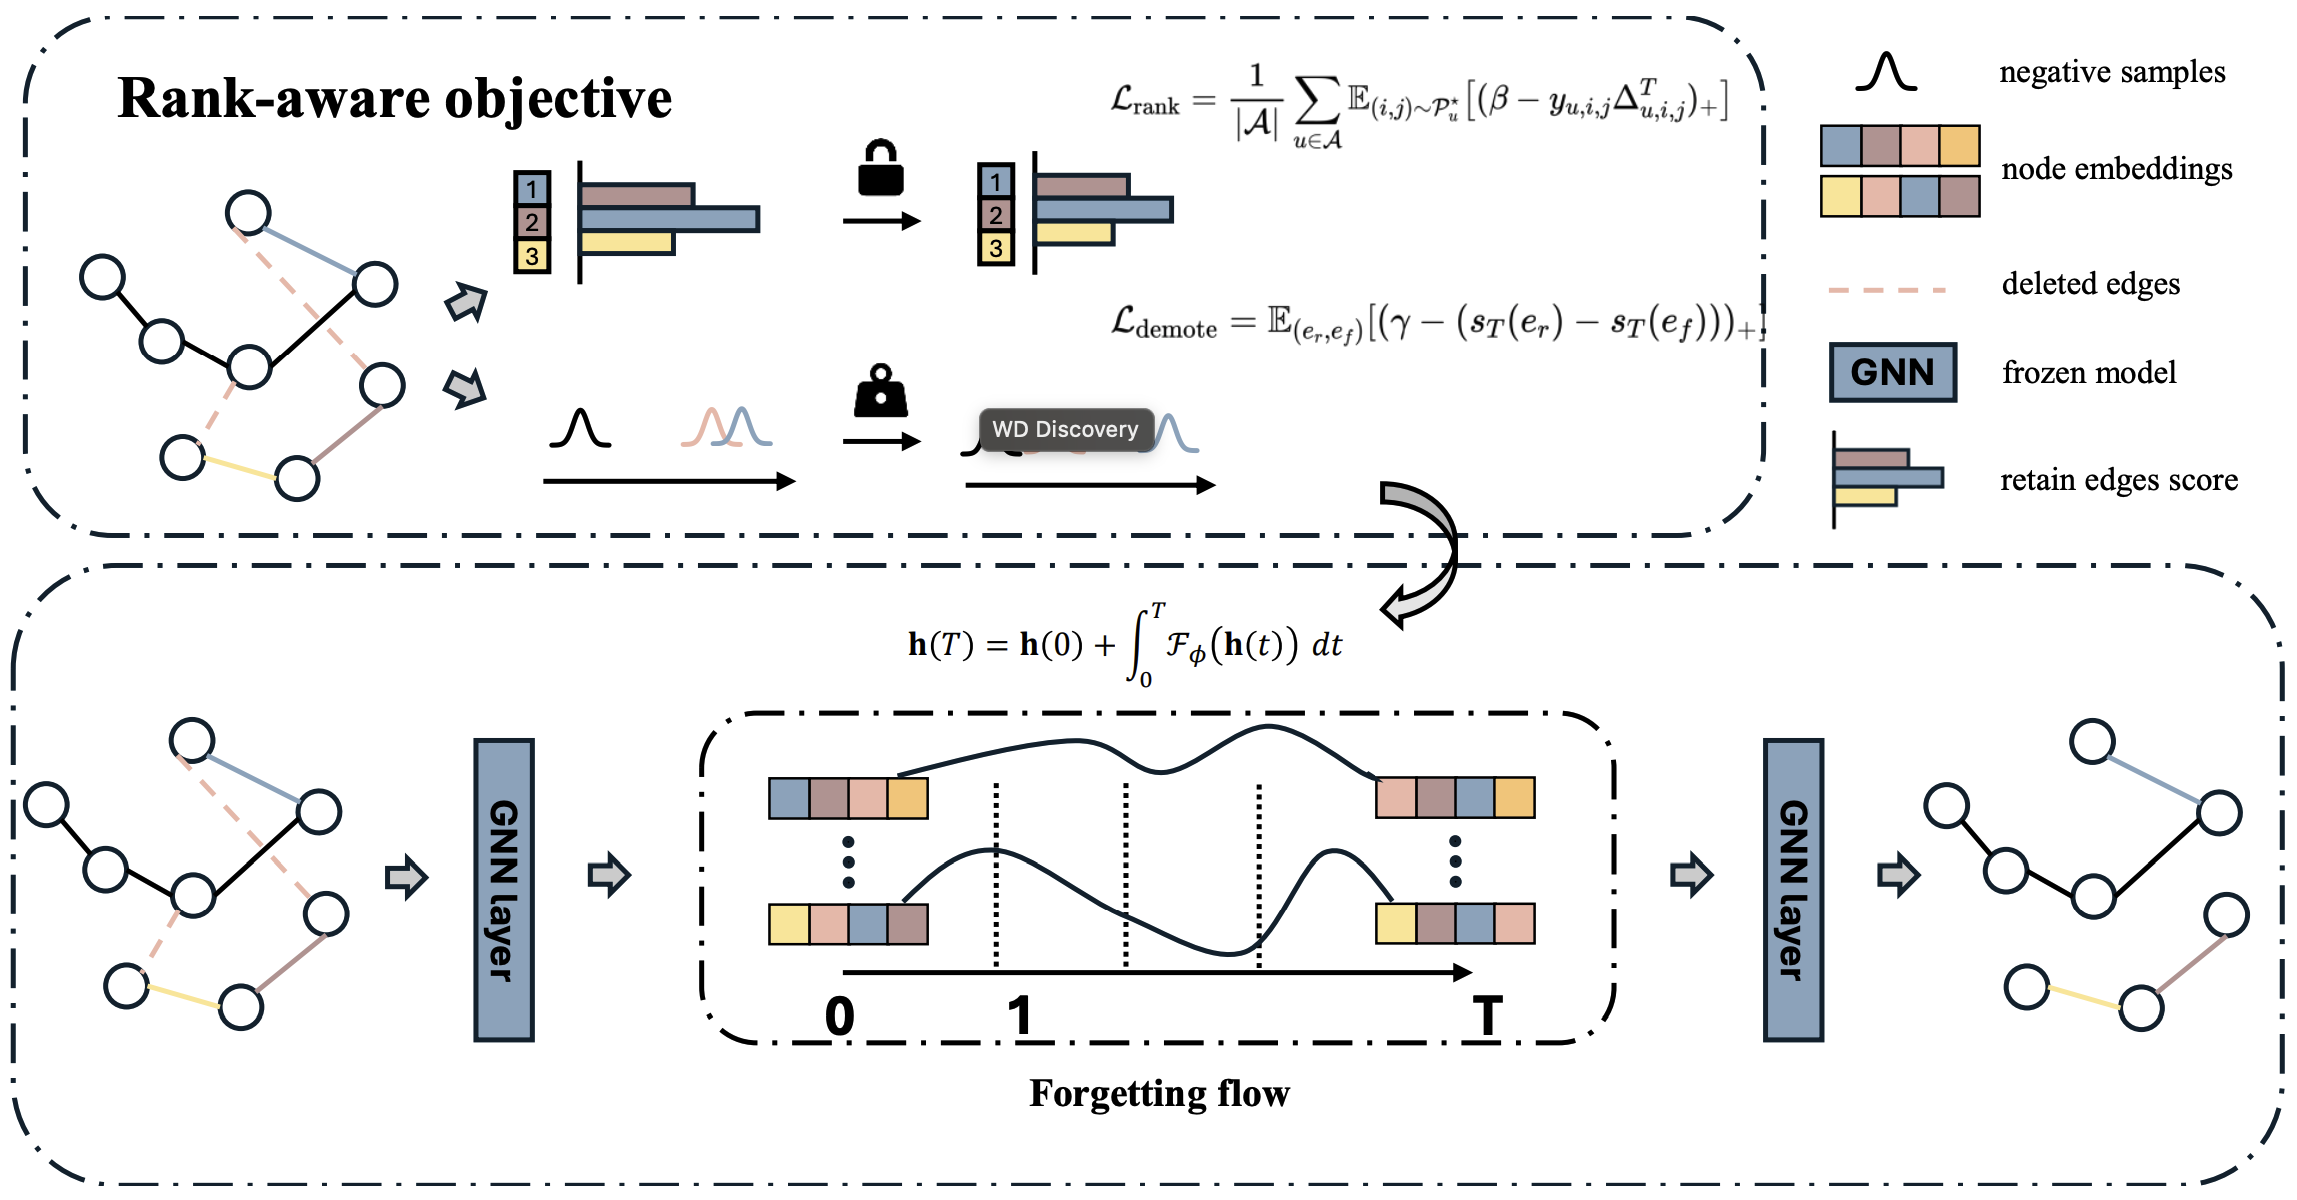 Rank-aware objective
ℒ_rank = 1/|𝒜| ∑_{u∈𝒜} 𝔼_{(i,j)∼𝒫_u^⋆}[(β − y_{u,i,j}Δ^T_{u,i,j})_+]
1
2
3
1
2
3
ℒ_demote = 𝔼_{(e_r,e_f)}[(γ − (s_T(e_r) − s_T(e_f)))_+]
WD Discovery
negative samples
node embeddings
deleted edges
GNN
frozen model
retain edges score
h(T) = h(0) + ∫_0^T ℱ_ϕ(h(t)) dt
GNN layer
0 1 T
GNN layer
Forgetting flow